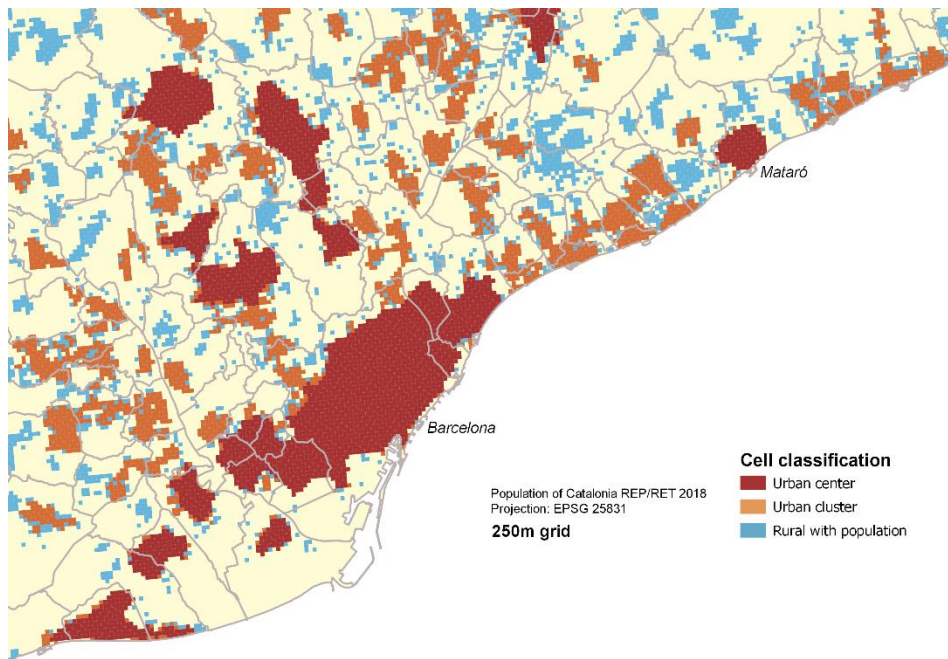 Mataró
Barcelona
Cell classification
Urban center
Urban cluster
Rural with population
Population of Catalonia REP/RET 2018
Projection: EPSG 25831
250m grid